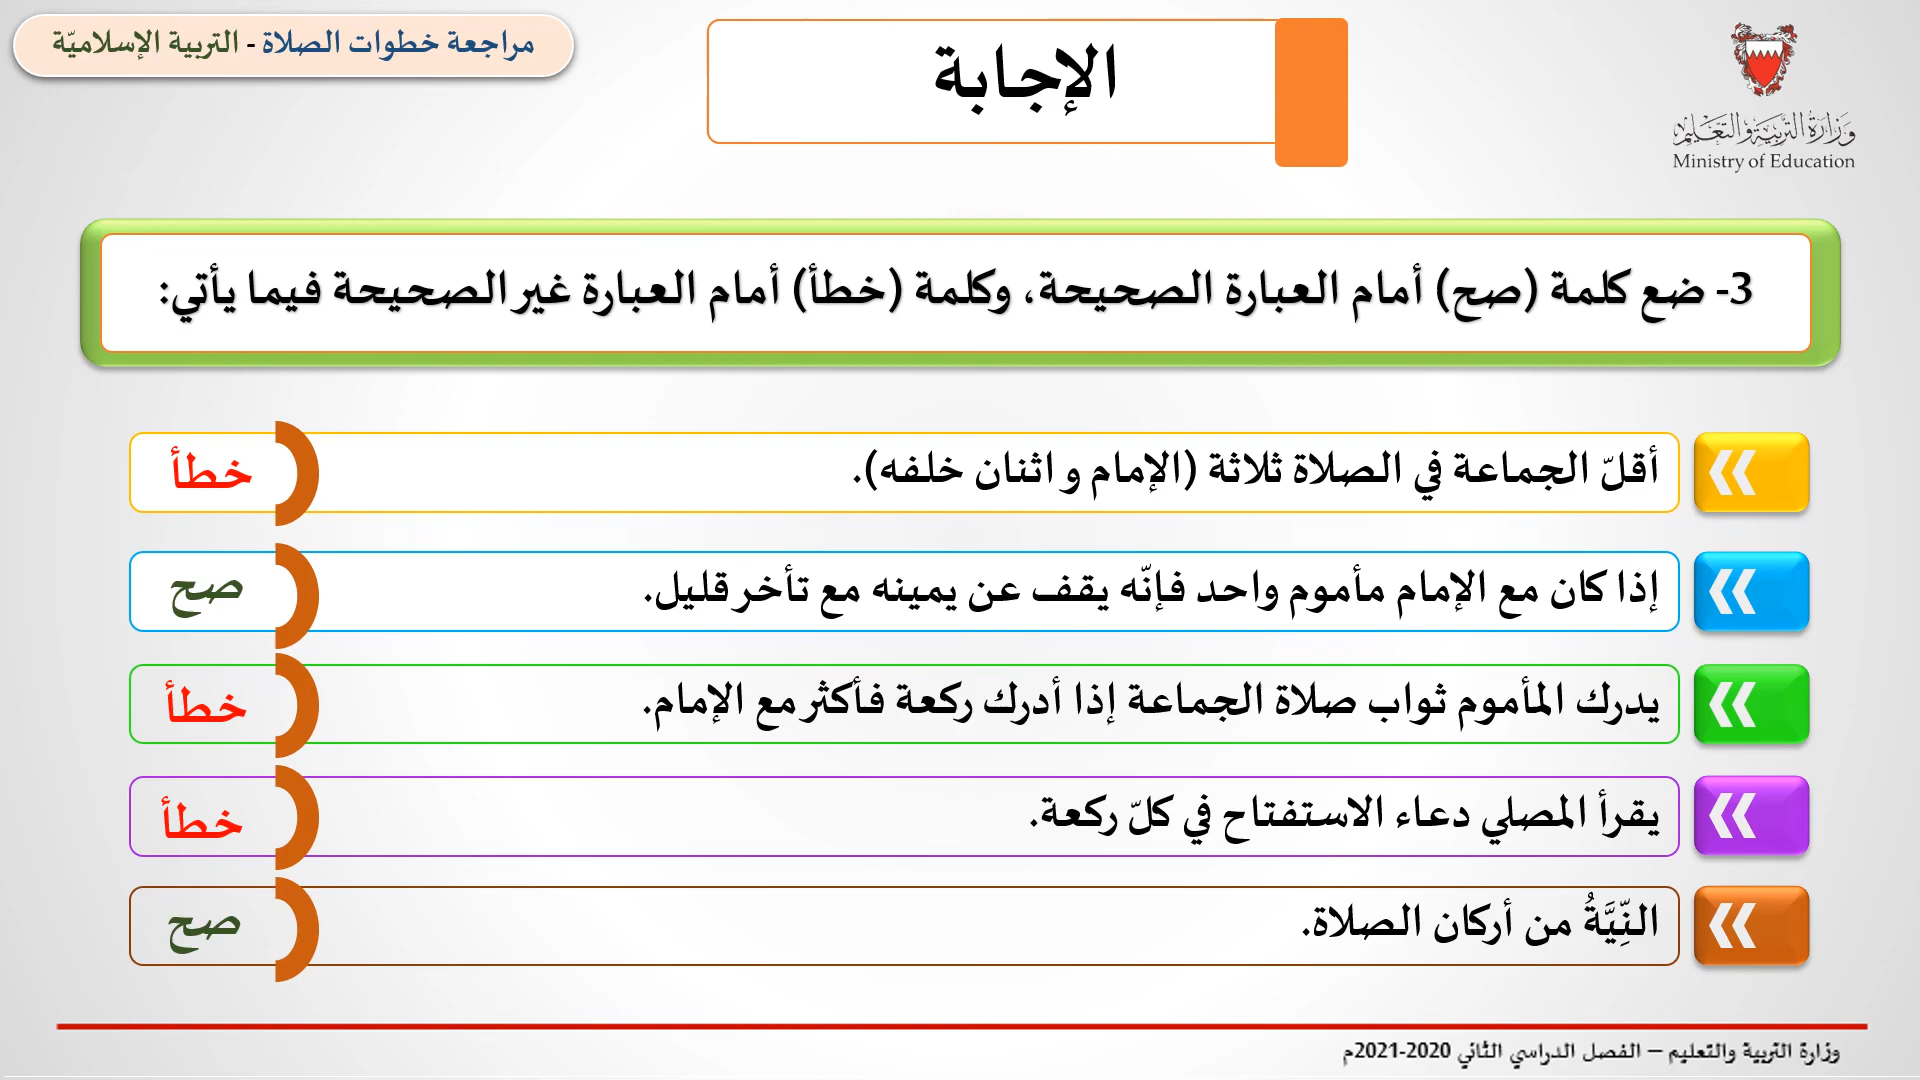 مراجعة خطوات الصلاة - التربية الإسلاميّة
الإجابة
وزارة التربية والتعليم
Ministry of Education
3- ضع كلمة (صح) أمام العبارة الصحيحة، وكلمة (خطأ) أمام العبارة غير الصحيحة فيما يأتي:
أقلّ الجماعة في الصلاة ثلاثة (الإمام و اثنان خلفه).
خطأ
إذا كان مع الإمام مأموم واحد فإنّه يقف عن يمينه مع تأخر قليل.
صح
يدرك المأموم ثواب صلاة الجماعة إذا أدرك ركعة فأكثر مع الإمام.
خطأ
يقرأ المصلي دعاء الاستفتاح في كلّ ركعة.
خطأ
النِّيَّةُ من أركان الصلاة.
صح
وزارة التربية والتعليم – الفصل الدراسي الثاني 2020-2021م